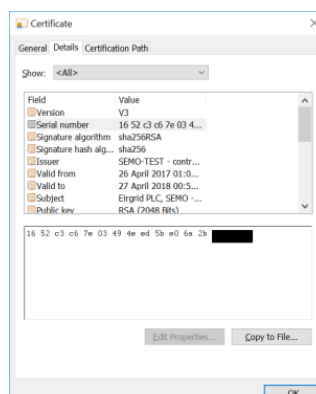 Certificate
General Details Certification Path
Show: <All>
Field Value
Version V3
Serial number 16 52 c3 c6 7e 03 4...
Signature algorithm sha256RSA
Signature hash alg... sha256
Issuer SEMO-TEST - contr...
Valid from 26 April 2017 01:0...
Valid to 27 April 2018 00:5...
Subject Eirgrid PLC, SEMO -...
Public key RSA (2048 Bits)
16 52 c3 c6 7e 03 49 4e ed 5b e0 6a 2b
Edit Properties... Copy to File...
OK